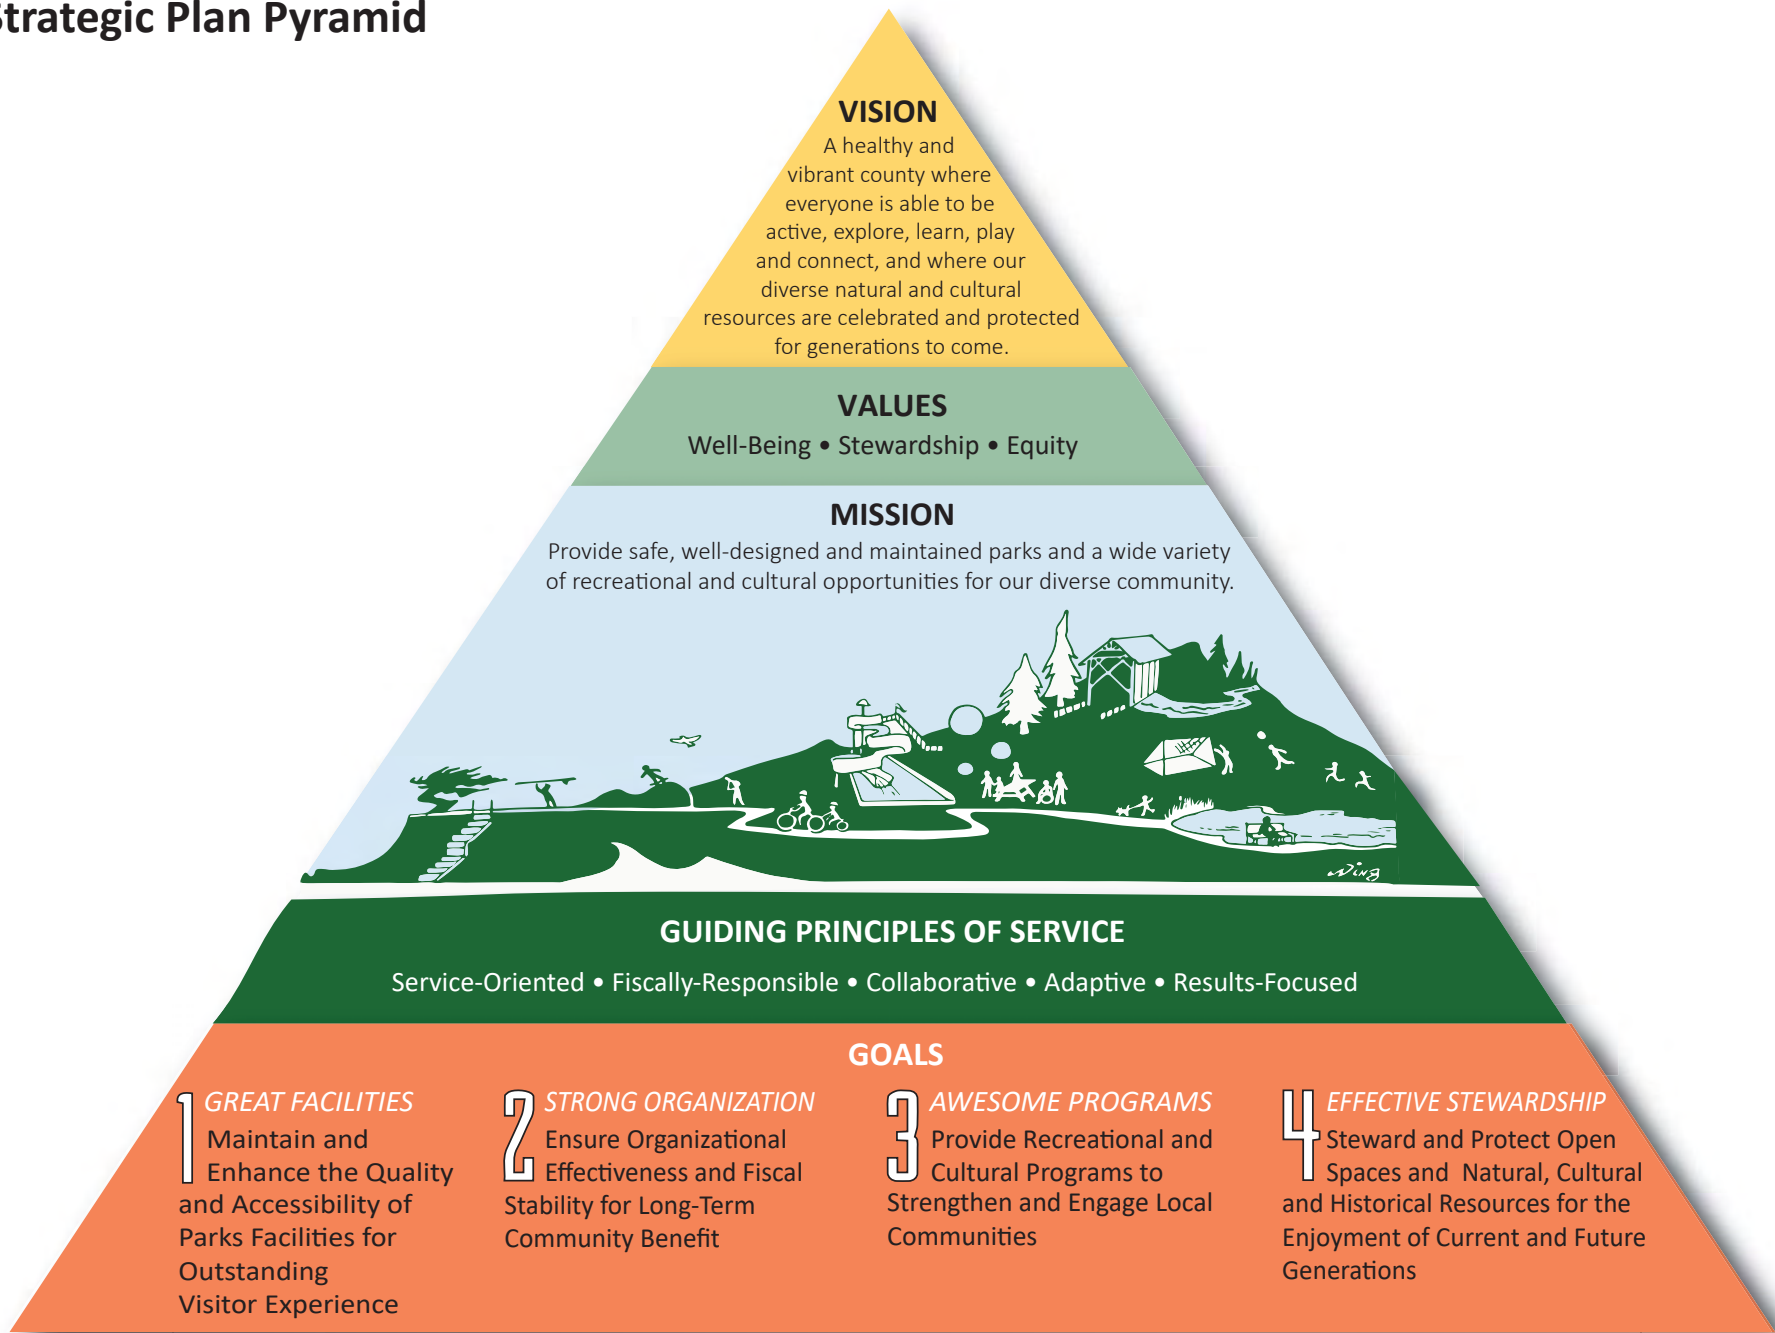 Strategic Plan Pyramid
VISION
A healthy and
vibrant county where
everyone is able to be
active, explore, learn, play
and connect, and where our
diverse natural and cultural
resources are celebrated and protected
for generations to come.
VALUES
Well-Being • Stewardship • Equity
MISSION
Provide safe, well-designed and maintained parks and a wide variety
of recreational and cultural opportunities for our diverse community.
Wing
GUIDING PRINCIPLES OF SERVICE
Service-Oriented • Fiscally-Responsible • Collaborative • Adaptive • Results-Focused
GOALS
1 GREAT FACILITIES
Maintain and
Enhance the Quality
and Accessibility of
Parks Facilities for
Outstanding
Visitor Experience
2 STRONG ORGANIZATION
Ensure Organizational
Effectiveness and Fiscal
Stability for Long-Term
Community Benefit
3 AWESOME PROGRAMS
Provide Recreational and
Cultural Programs to
Strengthen and Engage Local
Communities
4 EFFECTIVE STEWARDSHIP
Steward and Protect Open
Spaces and Natural, Cultural
and Historical Resources for the
Enjoyment of Current and Future
Generations